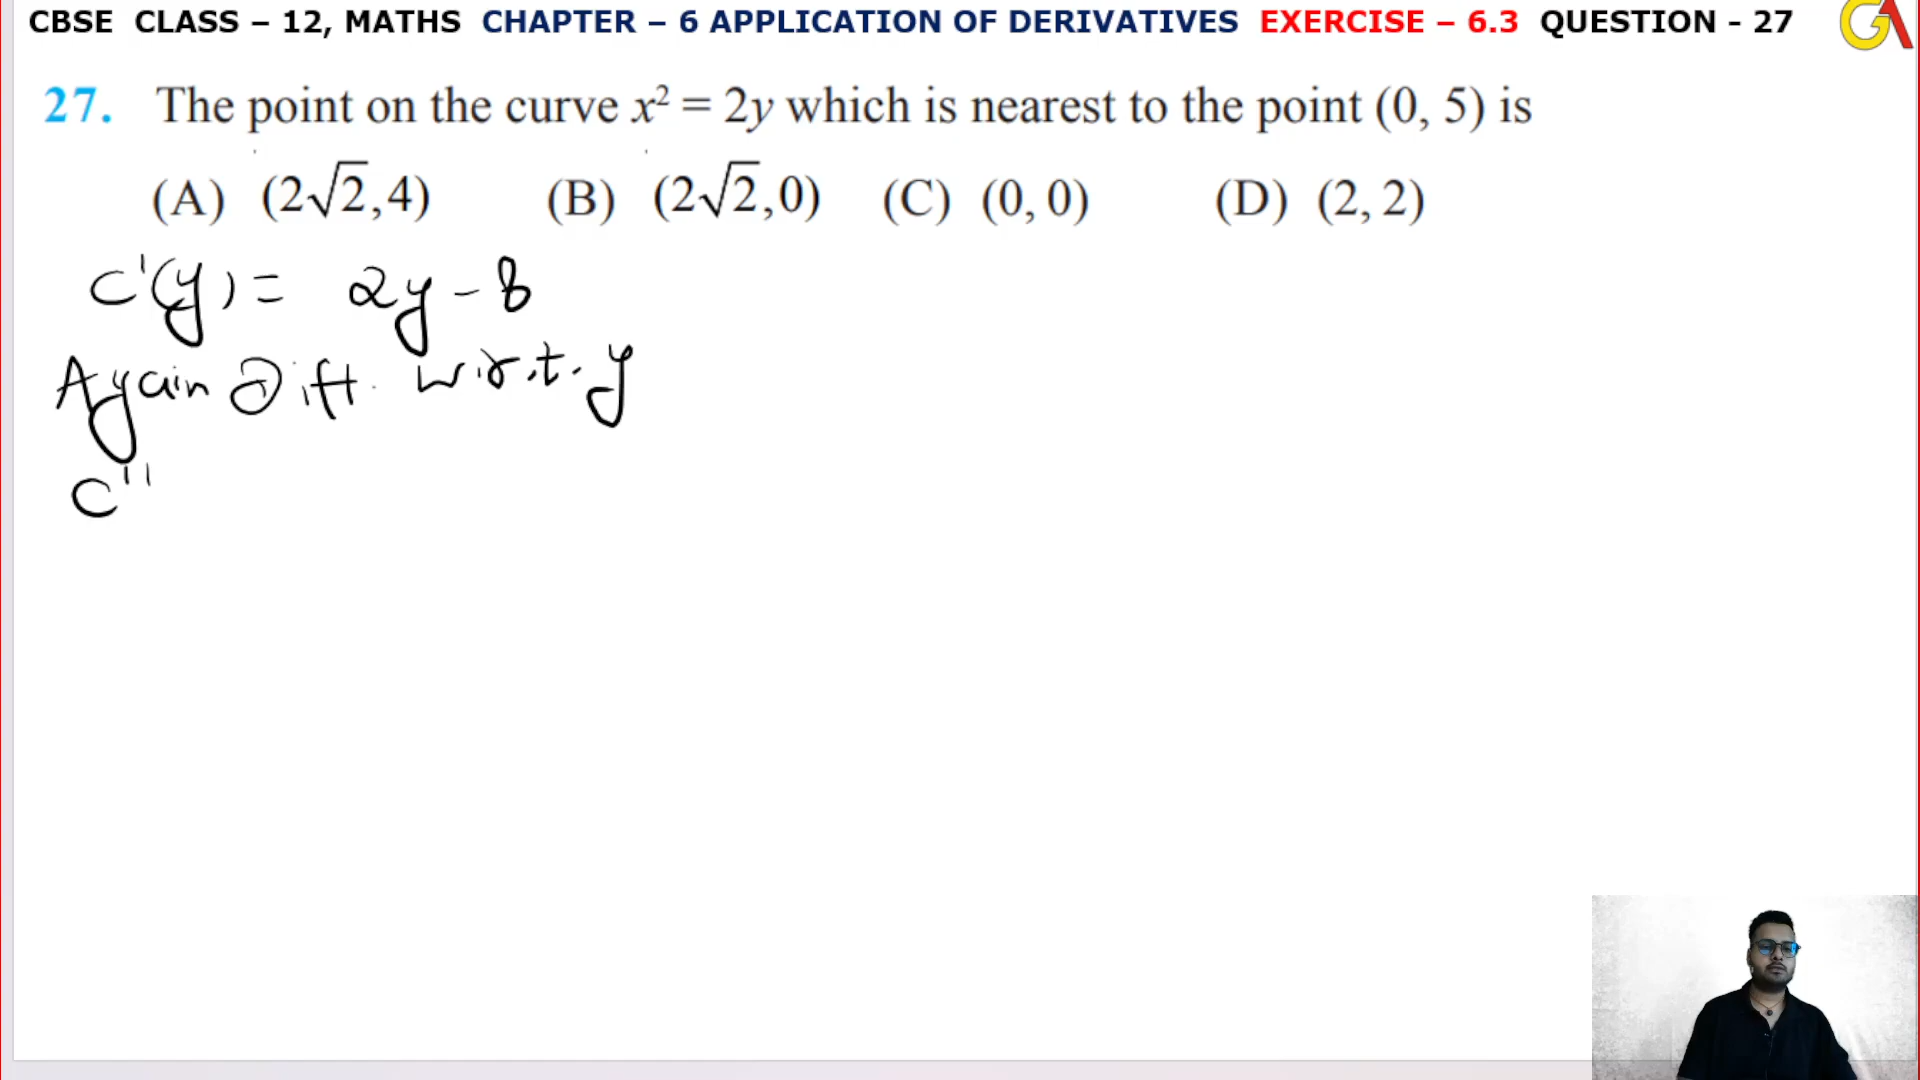 CBSE CLASS – 12, MATHS CHAPTER – 6 APPLICATION OF DERIVATIVES EXERCISE – 6.3 QUESTION - 27
GA
27. The point on the curve x² = 2y which is nearest to the point (0, 5) is
(A) (2√2,4) (B) (2√2,0) (C) (0, 0) (D) (2, 2)
C'(y) = 2y - 8
Again Diff. w.r.t. y
C''